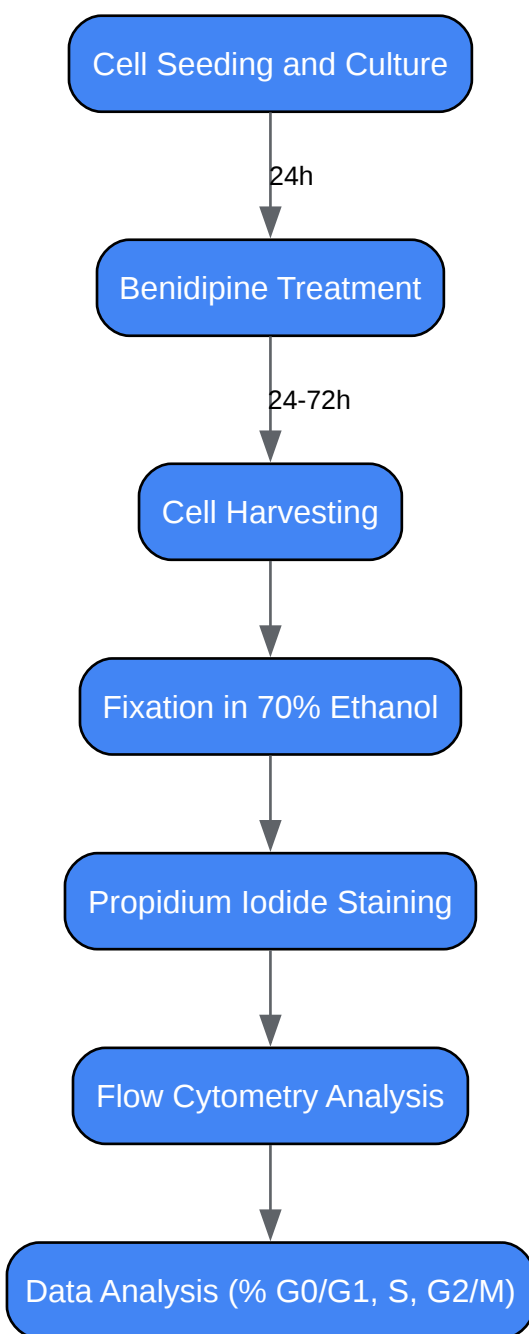 Cell Seeding and Culture
24h
Benidipine Treatment
24-72h
Cell Harvesting
Fixation in 70% Ethanol
Propidium Iodide Staining
Flow Cytometry Analysis
Data Analysis (% G0/G1, S, G2/M)